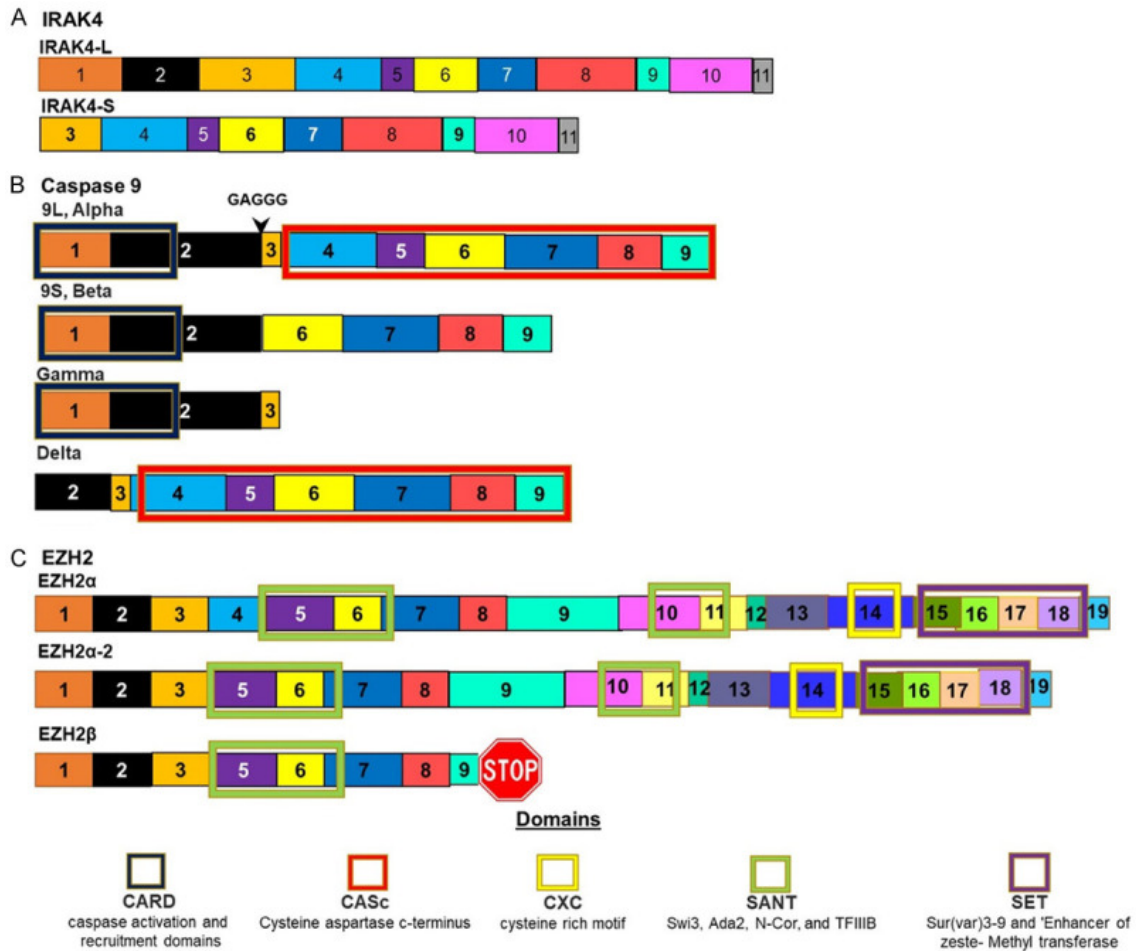 A IRAK4
IRAK4-L
1 2 3 4 5 6 7 8 9 10 11
IRAK4-S
3 4 5 6 7 8 9 10 11
B Caspase 9
9L, Alpha GAGGG
1 2 3 4 5 6 7 8 9
9S, Beta
1 2 6 7 8 9
Gamma
1 2 3
Delta
2 3 4 5 6 7 8 9
C EZH2
EZH2α
1 2 3 4 5 6 7 8 9 10 11 12 13 14 15 16 17 18 19
EZH2α-2
1 2 3 5 6 7 8 9 10 11 12 13 14 15 16 17 18 19
EZH2β
1 2 3 5 6 7 8 9 STOP
Domains
CARD CASc CXC SANT SET
caspase activation and Cysteine aspartase c-terminus cysteine rich motif Swi3, Ada2, N-Cor, and TFIIIB Sur(var)3-9 and 'Enhancer of
recruitment domains zeste- Methyl transferase